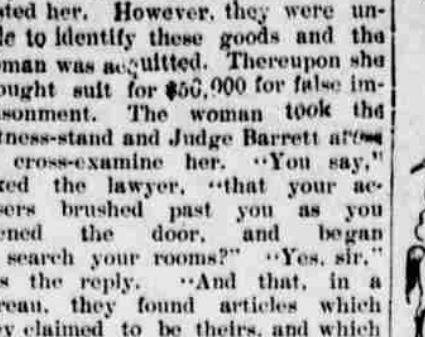 sted her. However, they were un-
le to identify these goods and the
man was acquitted. Thereupon she
ought suit for $50,000 for false im-
sonment. The woman took the
tness-stand and Judge Barrett arose
cross-examine her. "You say,"
ked the lawyer, "that your ac-
sers brushed past you as you
ened the door, and began
search your rooms?" "Yes, sir,"
s the reply. "And that, in a
reau, they found articles which
ey claimed to be theirs, and which